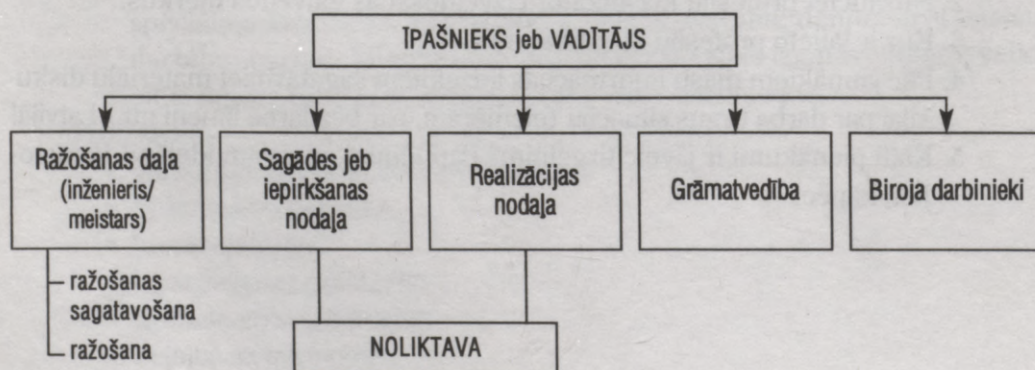 ĪPAŠNIEKS jeb VADĪTĀJS
Ražošanas daļa
(inženieris/
meistars)
Sagādes jeb
iepirkšanas
nodaļa
Realizācijas
nodaļa
Grāmatvedība
Biroja darbinieki
ražošanas
sagatavošana
ražošana
NOLIKTAVA